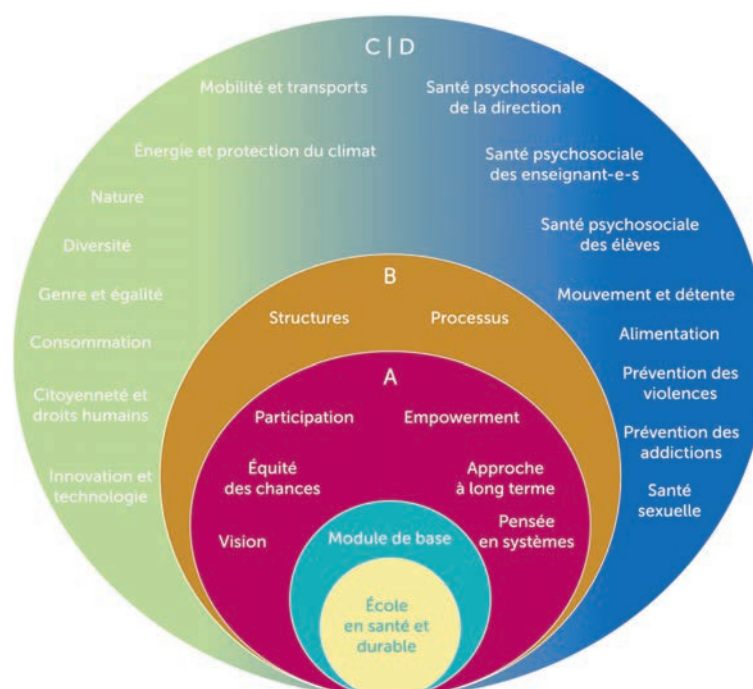 C | D
Mobilité et transports
Santé psychosociale
de la direction
Énergie et protection du climat
Santé psychosociale
des enseignant-e-s
Nature
Diversité
Santé psychosociale
des élèves
Genre et égalité
Mouvement et détente
Consommation
Alimentation
Citoyenneté et
droits humains
Prévention des
violences
Innovation et
technologie
Prévention des
addictions
Santé
sexuelle
B
Structures
Processus
A
Participation
Empowerment
Équité
des chances
Approche
à long terme
Vision
Pensée
en systèmes
Module de base
École
en santé et
durable